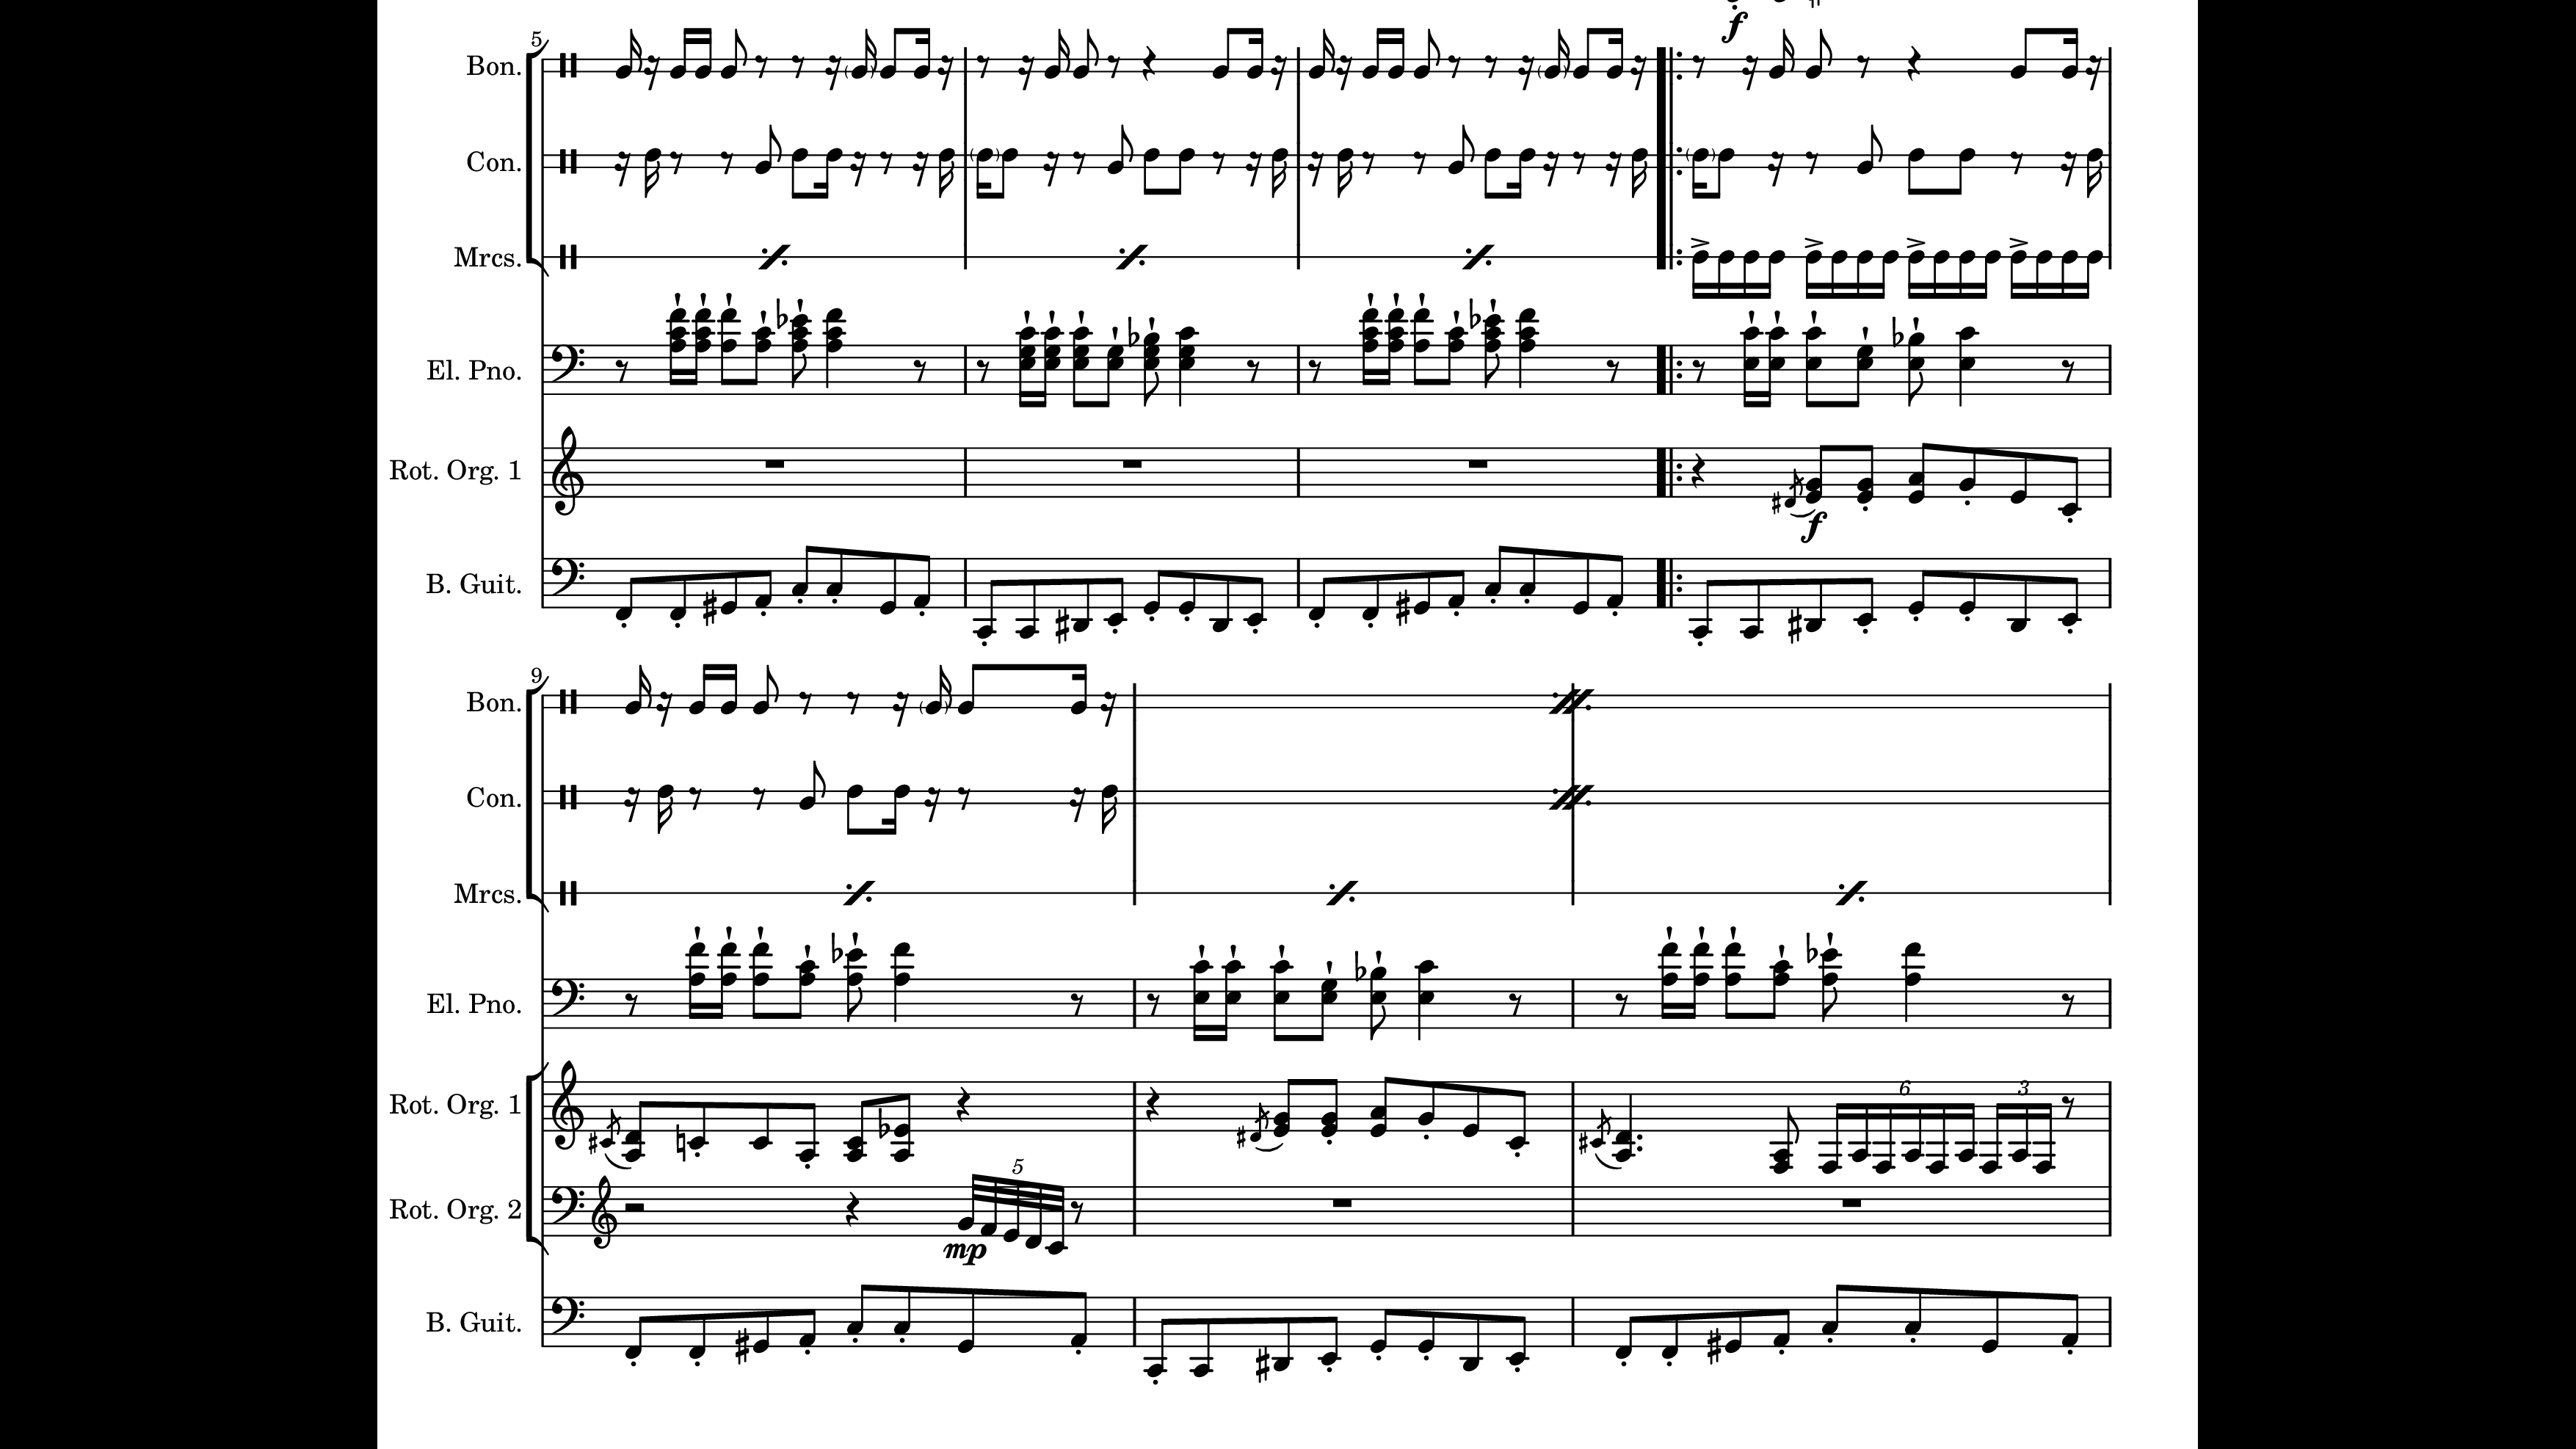 f
5
Bon.
Con.
Mrcs.
El. Pno.
Rot. Org. 1
f
B. Guit.
9
Bon.
Con.
Mrcs.
El. Pno.
6 3
Rot. Org. 1
5
Rot. Org. 2
mp
B. Guit.